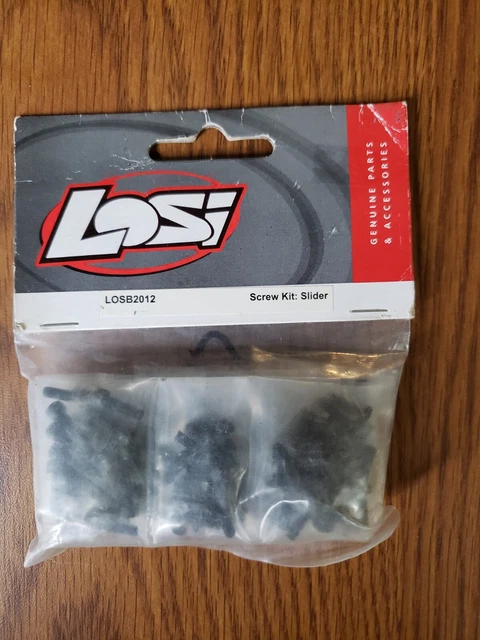 LOSi
GENUINE PARTS
& ACCESSORIES
LOSB2012 Screw Kit: Slider